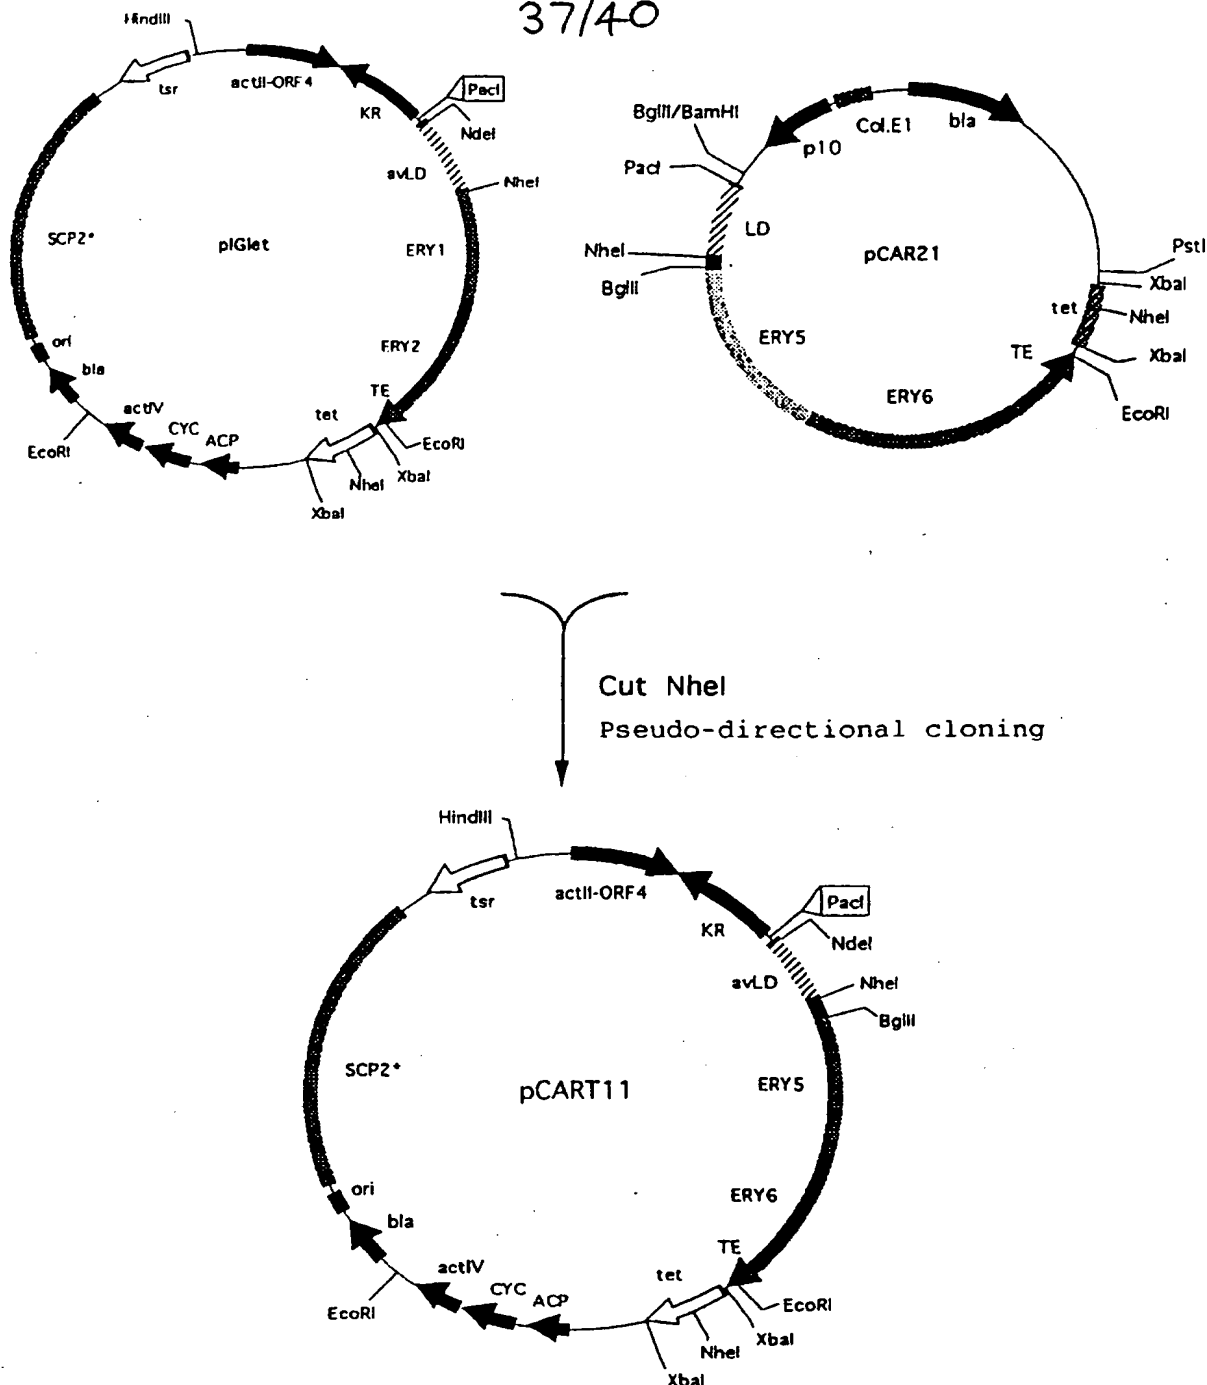 37/40
HindIII
tsr
actII-ORF4
KR
PacI
NdeI
avLD
NheI
SCP2*
pIGlet
ERY1
ERY2
TE
tet
EcoRI
XbaI
NheI
XbaI
ori
bla
actIV
CYC
ACP
EcoRI
BglII/BamHI
PacI
p10
Col.E1
bla
LD
NheI
BglII
pCAR21
PstI
XbaI
tet
NheI
XbaI
TE
EcoRI
ERY5
ERY6
Cut NheI
Pseudo-directional cloning
HindIII
tsr
actII-ORF4
KR
PacI
NdeI
avLD
NheI
BglII
SCP2*
pCART11
ERY5
ERY6
TE
tet
EcoRI
XbaI
NheI
XbaI
ori
bla
actIV
CYC
ACP
EcoRI